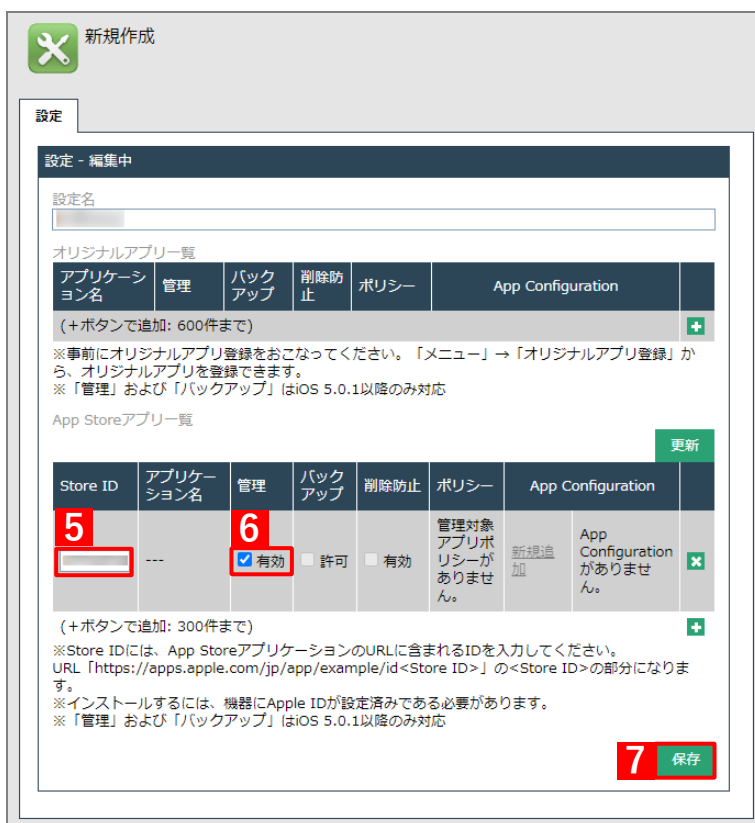 新規作成
設定
設定 - 編集中
設定名
オリジナルアプリ一覧
アプリケーション名 管理 バックアップ 削除防止 ポリシー App Configuration
(+ボタンで追加: 600件まで)
※事前にオリジナルアプリ登録をおこなってください。「メニュー」→「オリジナルアプリ登録」か
ら、オリジナルアプリを登録できます。
※「管理」および「バックアップ」はiOS 5.0.1以降のみ対応
App Storeアプリ一覧
更新
Store ID アプリケーション名 管理 バックアップ 削除防止 ポリシー App Configuration
5
6
--- 有効 許可 有効 管理対象アプリポリシーがありません。 新規追加 App Configurationがありません。
(+ボタンで追加: 300件まで)
※Store IDには、App StoreアプリケーションのURLに含まれるIDを入力してください。
URL「https://apps.apple.com/jp/app/example/id<Store ID>」の<Store ID>の部分になりま
す。
※インストールするには、機器にApple IDが設定済みである必要があります。
※「管理」および「バックアップ」はiOS 5.0.1以降のみ対応
7 保存